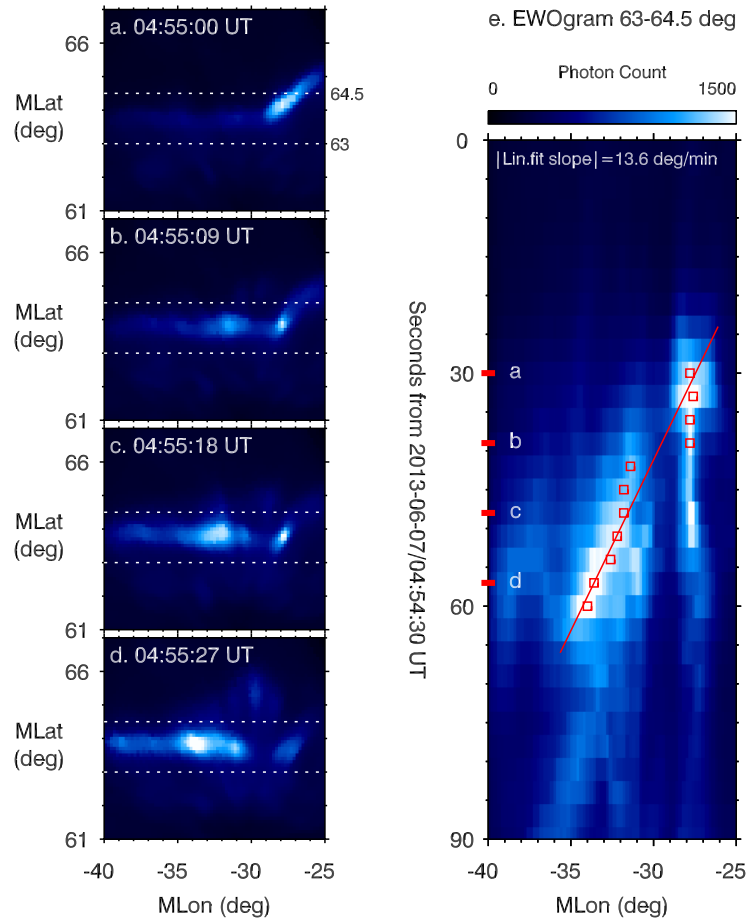 a. 04:55:00 UT
66
MLat
(deg)
64.5
63
61
b. 04:55:09 UT
66
MLat
(deg)
61
c. 04:55:18 UT
66
MLat
(deg)
61
d. 04:55:27 UT
66
MLat
(deg)
61
-40 -35 -30 -25
MLon (deg)
e. EWOgram 63-64.5 deg
Photon Count
0 1500
|Lin.fit slope|=13.6 deg/min
0
30
60
90
a
b
c
d
Seconds from 2013-06-07/04:54:30 UT
-40 -35 -30 -25
MLon (deg)